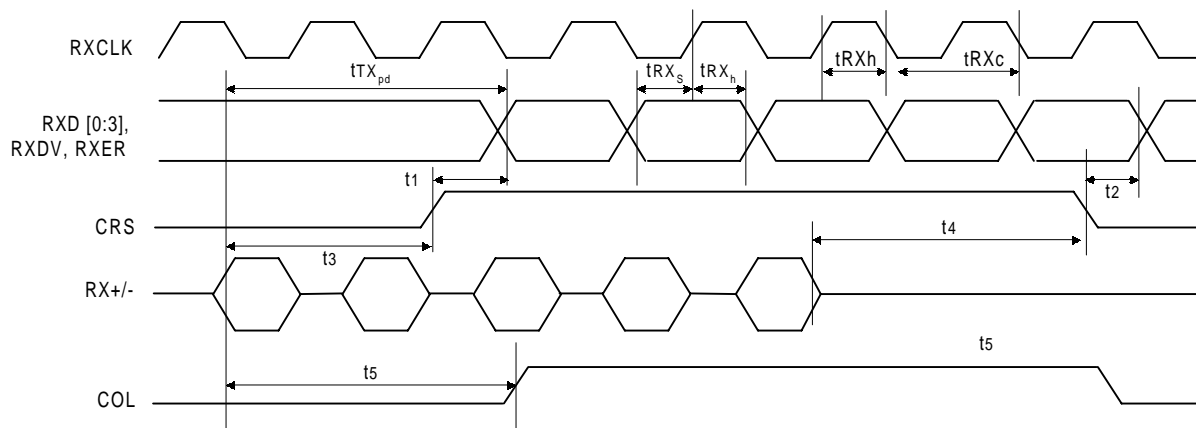 RXCLK
tTXpd
tRXs
tRXh
tRXh
tRXc
RXD [0:3],
RXDV, RXER
t1
t2
CRS
t3
t4
RX+/-
t5
t5
COL